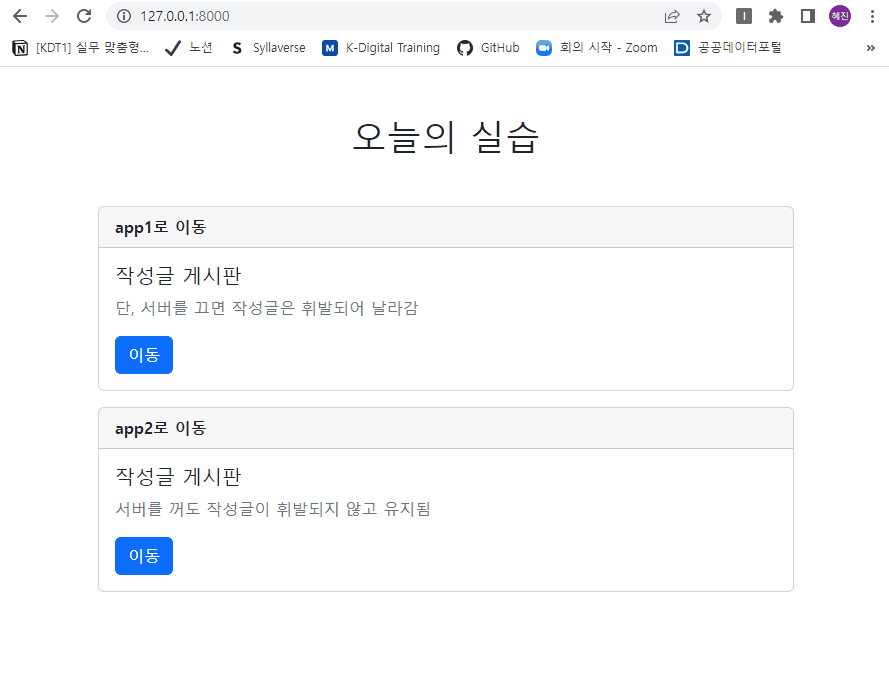 127.0.0.1:8000
혜진
[KDT1] 실무 맞춤형...
노션
Syllaverse
K-Digital Training
GitHub
회의 시작 - Zoom
공공데이터포털
»
오늘의 실습
app1로 이동
작성글 게시판
단, 서버를 끄면 작성글은 휘발되어 날라감
이동
app2로 이동
작성글 게시판
서버를 꺼도 작성글이 휘발되지 않고 유지됨
이동